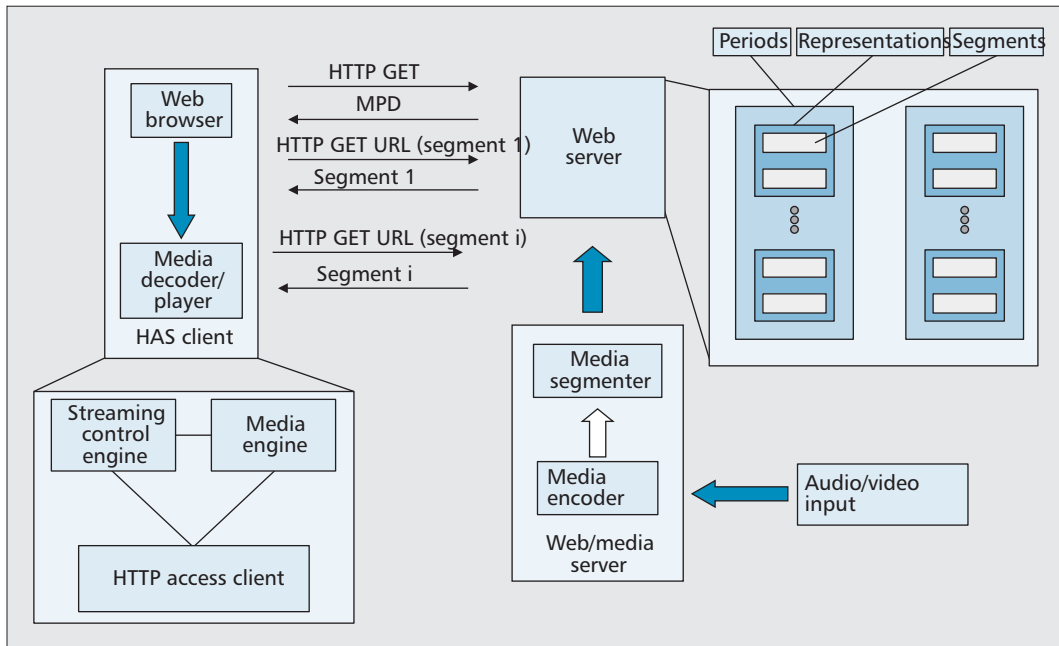 Periods
Representations
Segments
HTTP GET
MPD
HTTP GET URL (segment 1)
Segment 1
HTTP GET URL (segment i)
Segment i
Web
browser
Media
decoder/
player
HAS client
Web
server
Streaming
control
engine
Media
engine
HTTP access client
Media
segmenter
Media
encoder
Web/media
server
Audio/video
input